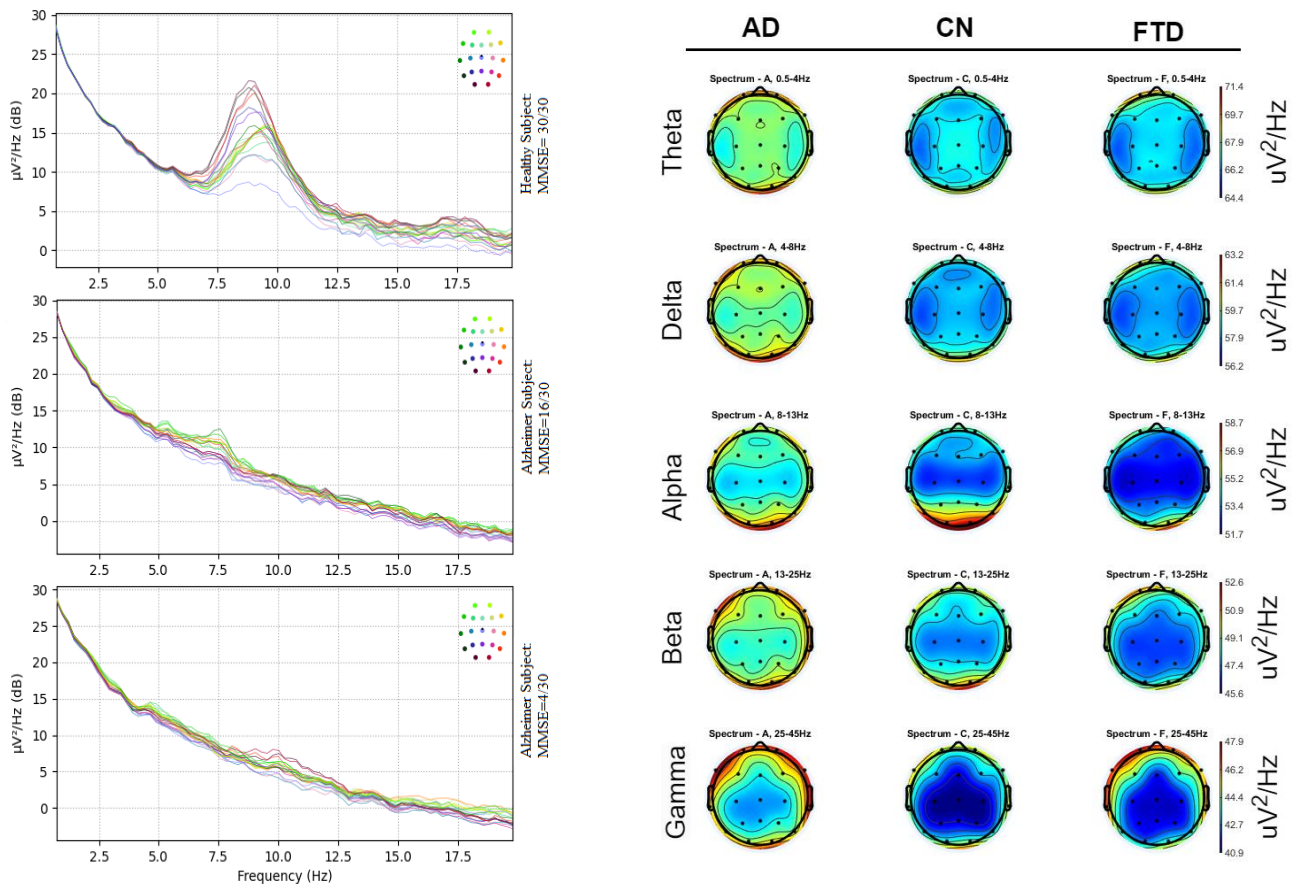 30
25
20
15
10
5
0
µV²/Hz (dB)
2.5 5.0 7.5 10.0 12.5 15.0 17.5
Healthy Subject:
MMSE= 30/30
30
25
20
15
10
5
0
µV²/Hz (dB)
2.5 5.0 7.5 10.0 12.5 15.0 17.5
Alzheimer Subject:
MMSE=16/30
30
25
20
15
10
5
0
µV²/Hz (dB)
2.5 5.0 7.5 10.0 12.5 15.0 17.5
Frequency (Hz)
Alzheimer Subject:
MMSE=4/30
AD CN FTD
Theta
Spectrum - A, 0.5-4Hz Spectrum - C, 0.5-4Hz Spectrum - F, 0.5-4Hz
71.4
69.7
67.9
66.2
64.4
uV²/Hz
Delta
Spectrum - A, 4-8Hz Spectrum - C, 4-8Hz Spectrum - F, 4-8Hz
63.2
61.4
59.7
57.9
56.2
uV²/Hz
Alpha
Spectrum - A, 8-13Hz Spectrum - C, 8-13Hz Spectrum - F, 8-13Hz
58.7
56.9
55.2
53.4
51.7
uV²/Hz
Beta
Spectrum - A, 13-25Hz Spectrum - C, 13-25Hz Spectrum - F, 13-25Hz
52.6
50.9
49.1
47.4
45.6
uV²/Hz
Gamma
Spectrum - A, 25-45Hz Spectrum - C, 25-45Hz Spectrum - F, 25-45Hz
47.9
46.2
44.4
42.7
40.9
uV²/Hz